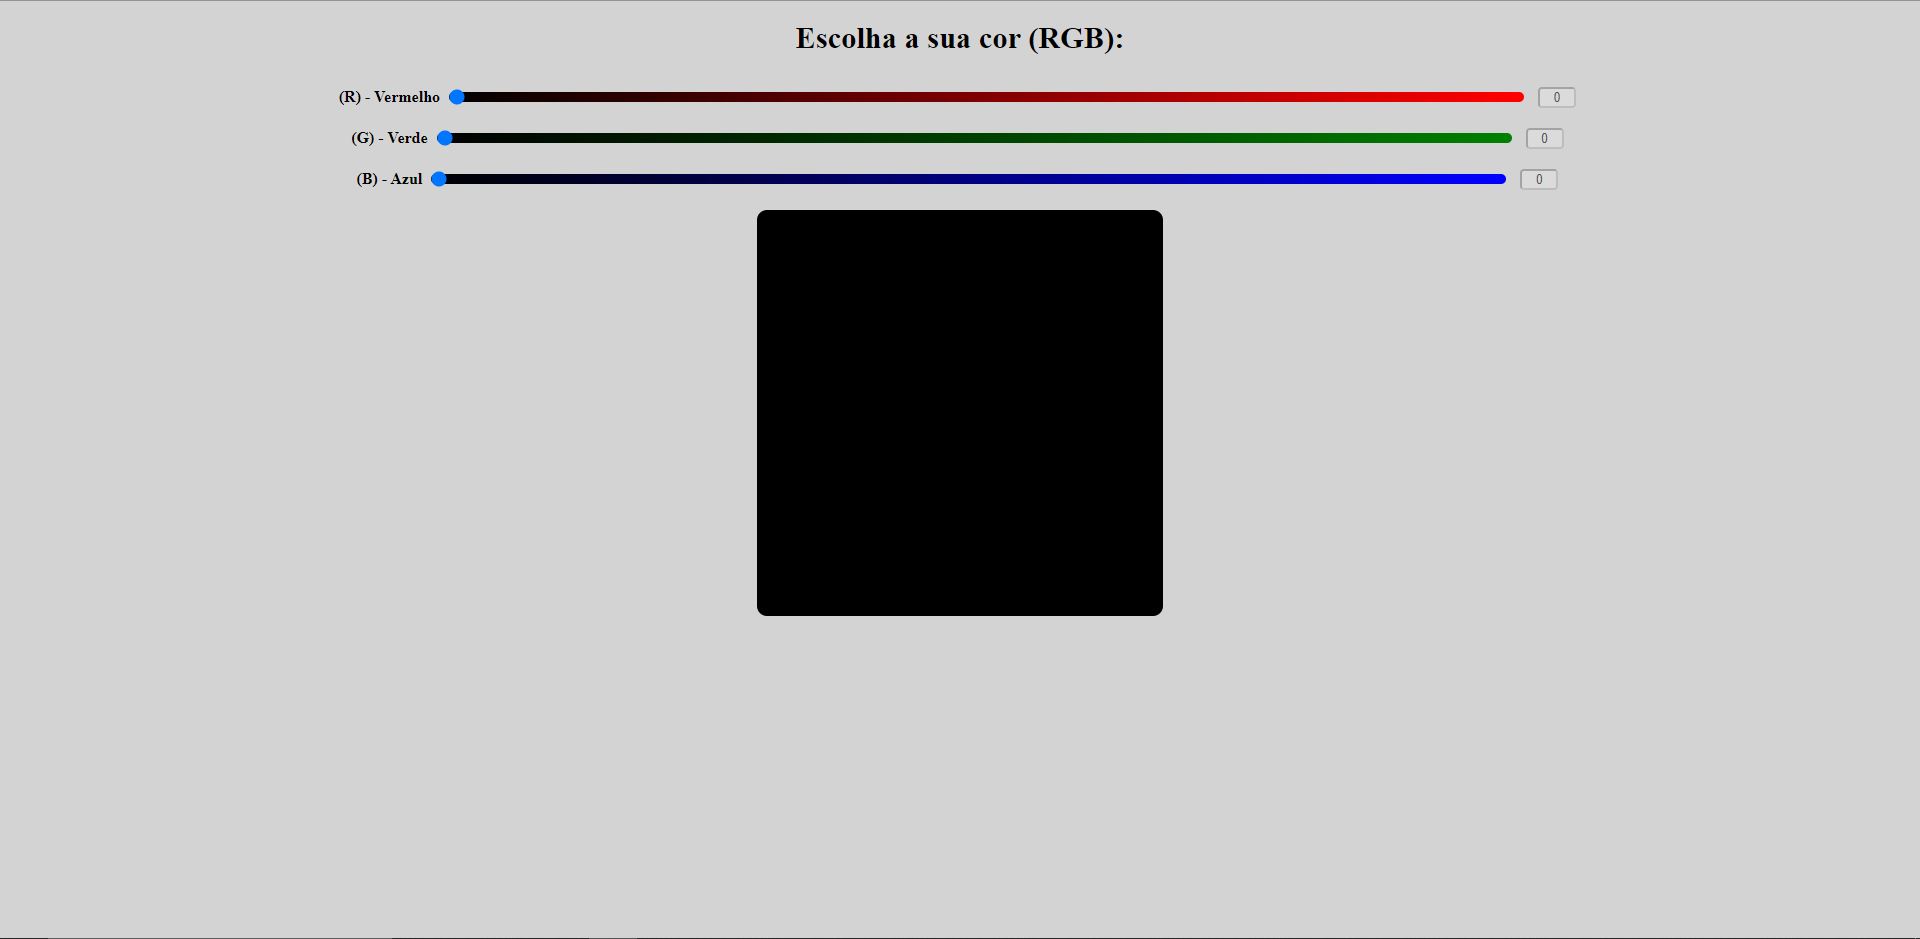 Escolha a sua cor (RGB):
(R) - Vermelho 0
(G) - Verde 0
(B) - Azul 0